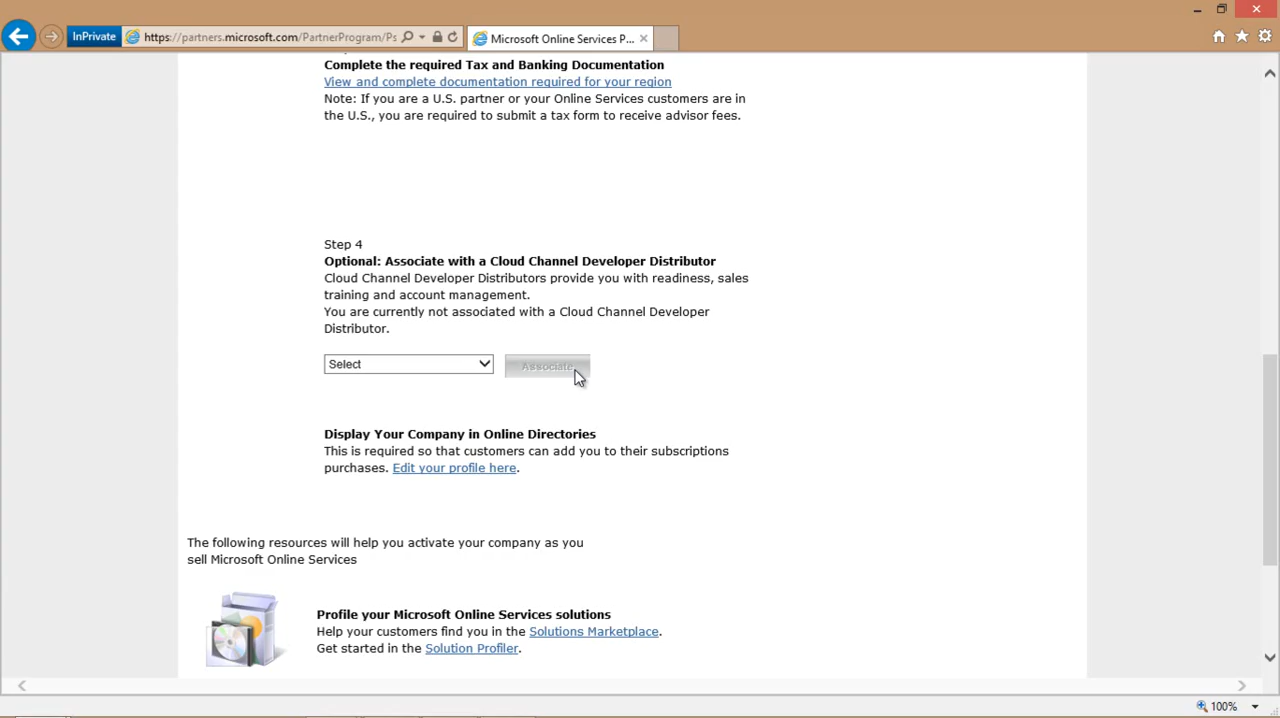 InPrivate
https://partners.microsoft.com/PartnerProgram/Ps
Microsoft Online Services P...
Complete the required Tax and Banking Documentation
View and complete documentation required for your region
Note: If you are a U.S. partner or your Online Services customers are in
the U.S., you are required to submit a tax form to receive advisor fees.
Step 4
Optional: Associate with a Cloud Channel Developer Distributor
Cloud Channel Developer Distributors provide you with readiness, sales
training and account management.
You are currently not associated with a Cloud Channel Developer
Distributor.
Select
Associate
Display Your Company in Online Directories
This is required so that customers can add you to their subscriptions
purchases. Edit your profile here.
The following resources will help you activate your company as you
sell Microsoft Online Services
Profile your Microsoft Online Services solutions
Help your customers find you in the Solutions Marketplace.
Get started in the Solution Profiler.
100%